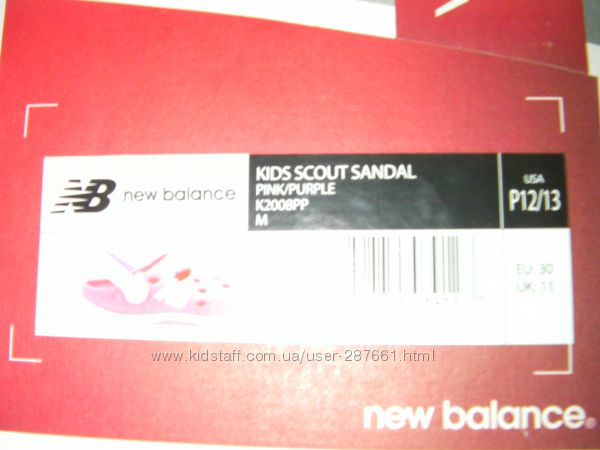 NB new balance
KIDS SCOUT SANDAL
PINK/PURPLE
K2008PP
M
USA
P12/13
EU: 30
UK: 11
www.kidstaff.com.ua/user-287661.html
new balance®